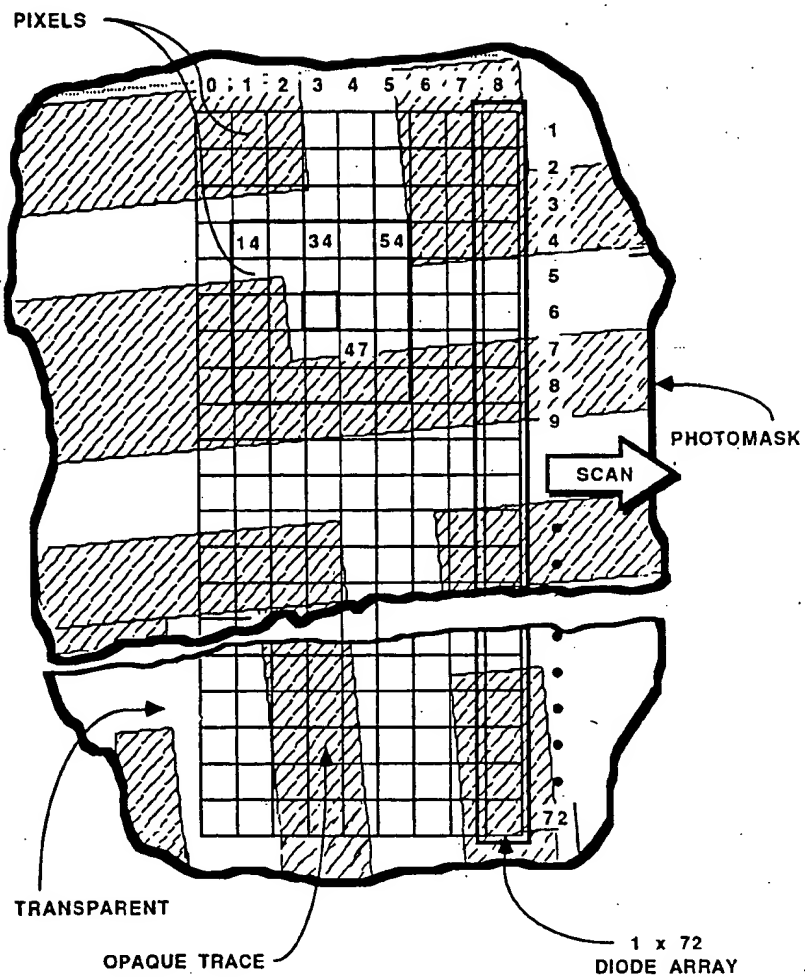 PIXELS
0 1 2 3 4 5 6 7 8
1
2
3
14 34 54 4
5
6
47 7
8
9
PHOTOMASK
SCAN
72
TRANSPARENT
OPAQUE TRACE
1 x 72
DIODE ARRAY